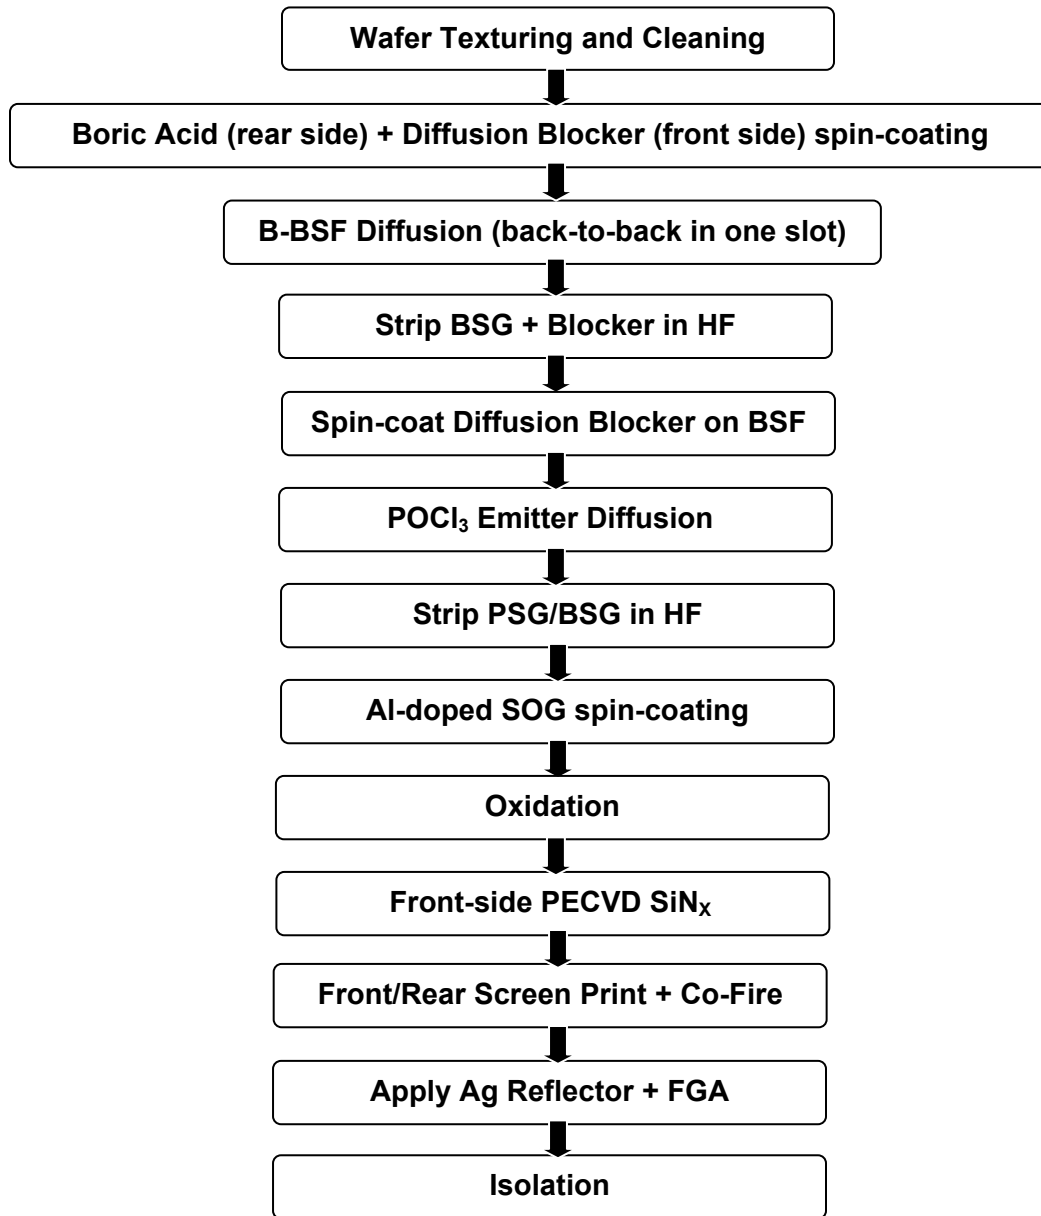 Wafer Texturing and Cleaning
Boric Acid (rear side) + Diffusion Blocker (front side) spin-coating
B-BSF Diffusion (back-to-back in one slot)
Strip BSG + Blocker in HF
Spin-coat Diffusion Blocker on BSF
POCl₃ Emitter Diffusion
Strip PSG/BSG in HF
Al-doped SOG spin-coating
Oxidation
Front-side PECVD SiNₓ
Front/Rear Screen Print + Co-Fire
Apply Ag Reflector + FGA
Isolation